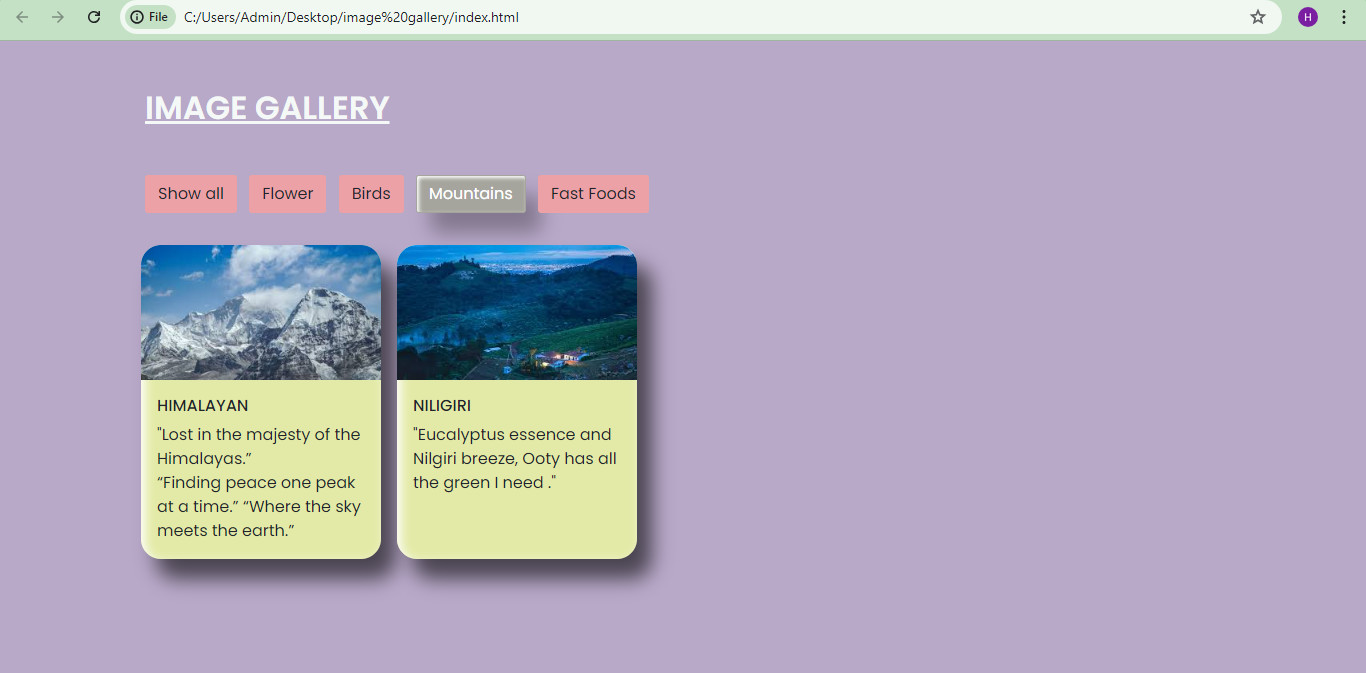 File C:/Users/Admin/Desktop/image%20gallery/index.html H
IMAGE GALLERY
Show all Flower Birds Mountains Fast Foods
HIMALAYAN
"Lost in the majesty of the
Himalayas.”
“Finding peace one peak
at a time.” “Where the sky
meets the earth.”
NILIGIRI
"Eucalyptus essence and
Nilgiri breeze, Ooty has all
the green I need ."